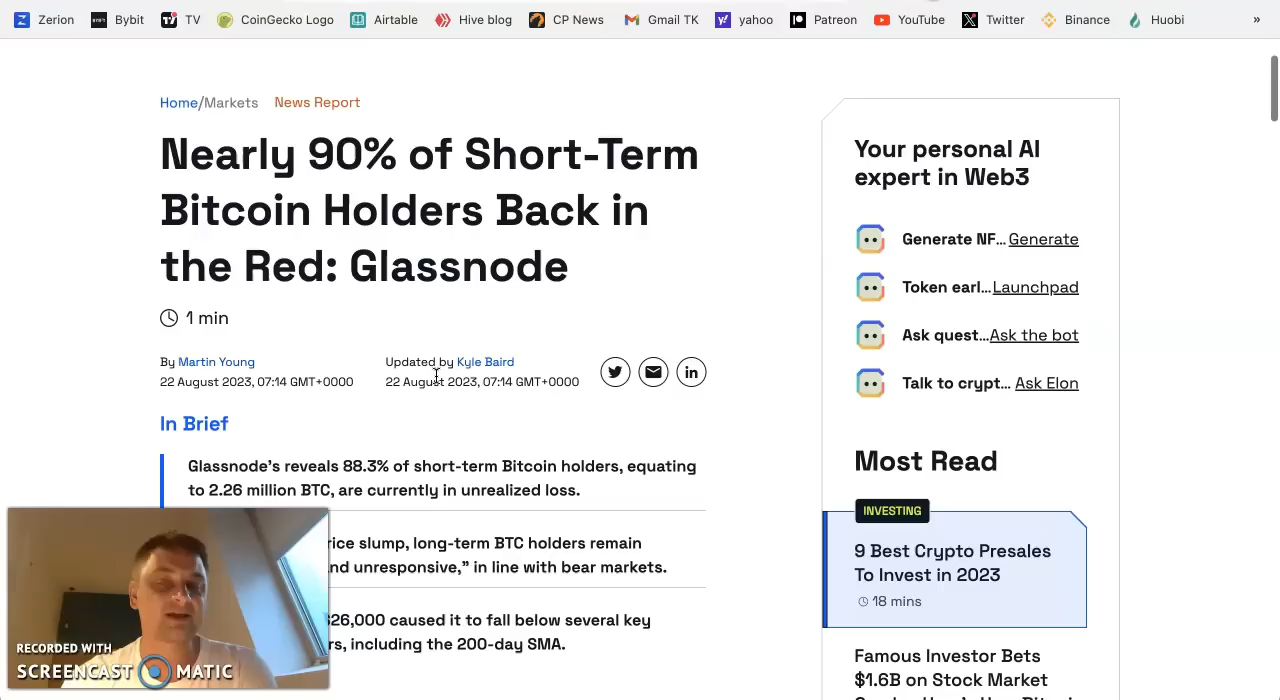 Zerion Bybit TV CoinGecko Logo Airtable Hive blog CP News Gmail TK yahoo Patreon YouTube Twitter Binance Huobi »
Home/Markets News Report
Nearly 90% of Short-Term
Bitcoin Holders Back in
the Red: Glassnode
1 min
By Martin Young
22 August 2023, 07:14 GMT+0000
Updated by Kyle Baird
22 August 2023, 07:14 GMT+0000
In Brief
Glassnode's reveals 88.3% of short-term Bitcoin holders, equating
to 2.26 million BTC, are currently in unrealized loss.
slump, long-term BTC holders remain
unresponsive,” in line with bear markets.
26,000 caused it to fall below several key
including the 200-day SMA.
RECORDED WITH
SCREENCAST MATIC
Your personal AI
expert in Web3
Generate NF... Generate
Token earl... Launchpad
Ask quest... Ask the bot
Talk to crypt... Ask Elon
Most Read
INVESTING
9 Best Crypto Presales
To Invest in 2023
18 mins
Famous Investor Bets
$1.6B on Stock Market